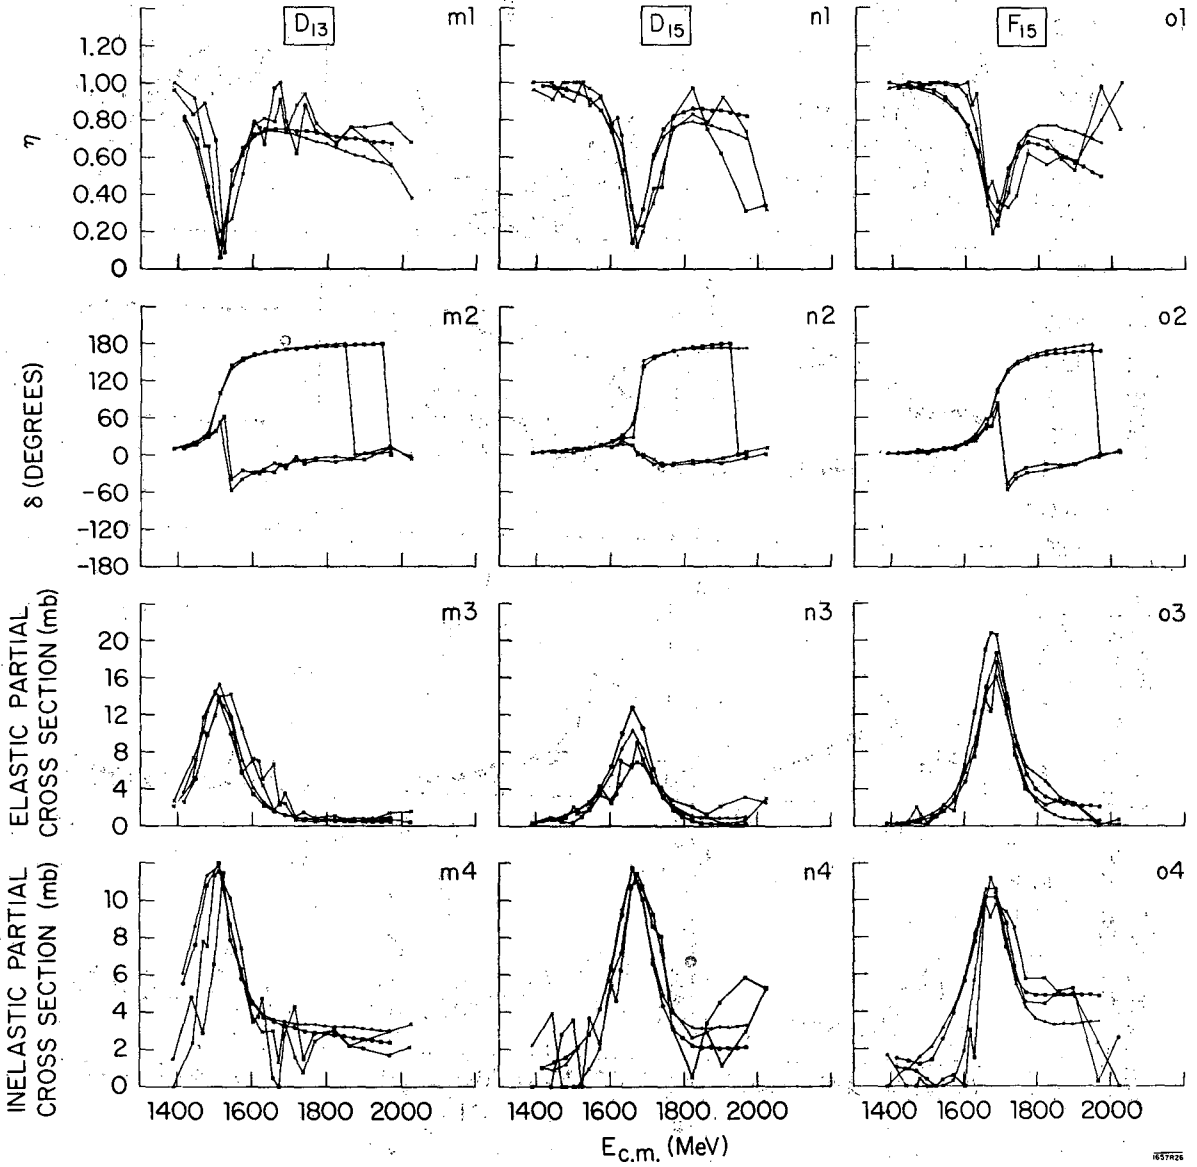 D13 m1
D15 n1
F15 o1
1.20
1.00
0.80
0.60
0.40
0.20
0
η
m2
n2
o2
180
120
60
0
-60
-120
-180
δ (DEGREES)
m3
n3
o3
20
16
12
8
4
0
ELASTIC PARTIAL
CROSS SECTION (mb)
m4
n4
o4
10
8
6
4
2
0
INELASTIC PARTIAL
CROSS SECTION (mb)
1400 1600 1800 2000
1400 1600 1800 2000
1400 1600 1800 2000
Ec.m. (MeV)
1657A26